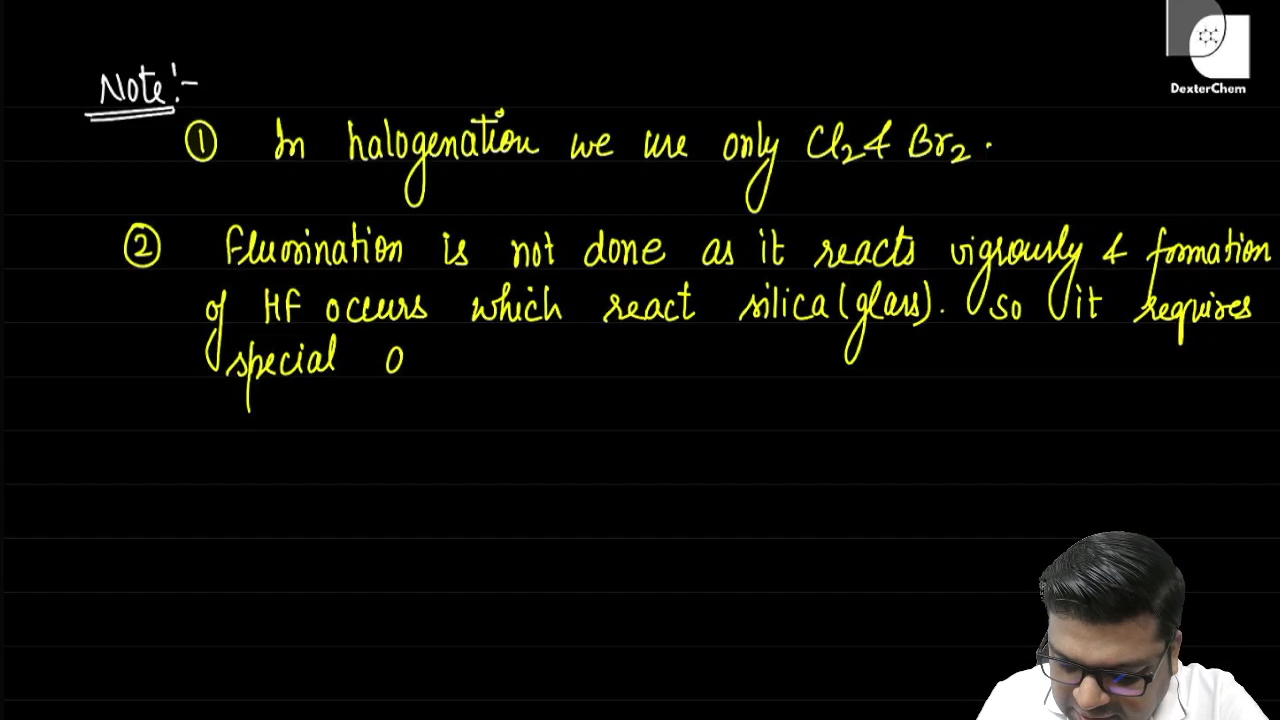 DexterChem
Note:-
① In halogenation we use only Cl₂ & Br₂.
② Fluorination is not done as it reacts vigrously & formation
of HF occurs which react silica (glass). So it requires
special o